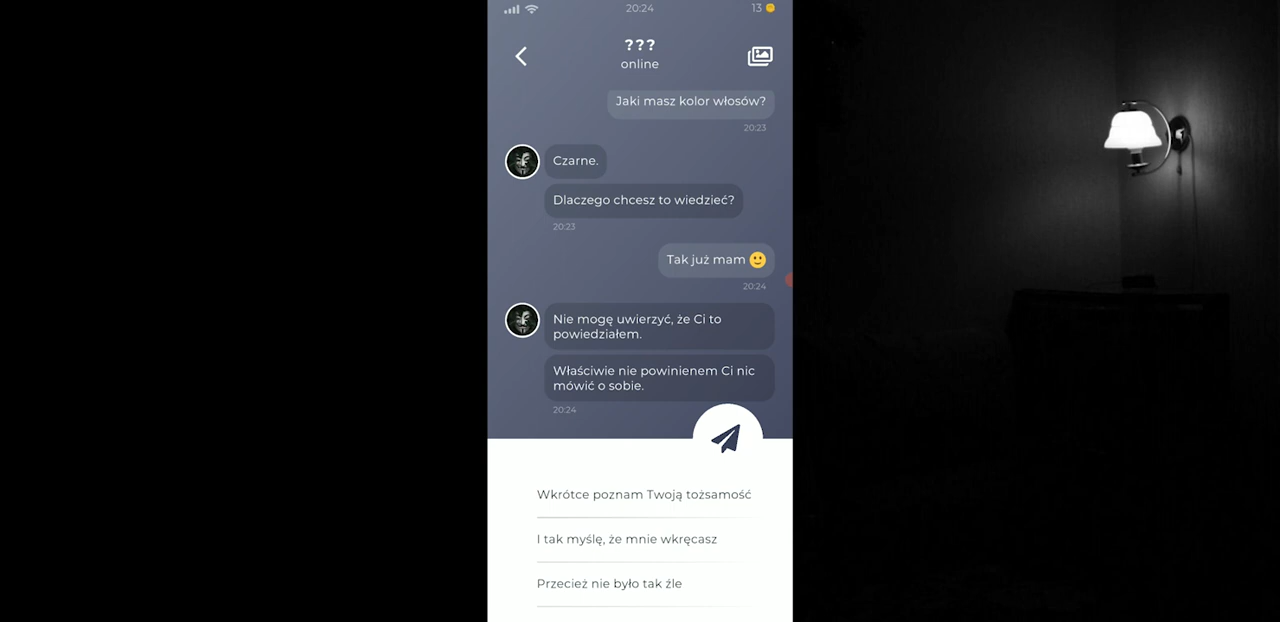 20:24
13
???
online
Jaki masz kolor włosów?
20:23
Czarne.
Dlaczego chcesz to wiedzieć?
20:23
Tak już mam
20:24
Nie mogę uwierzyć, że Ci to
powiedziałem.
Właściwie nie powinienem Ci nic
mówić o sobie.
20:24
Wkrótce poznam Twoją tożsamość
I tak myślę, że mnie wkręcasz
Przecież nie było tak źle